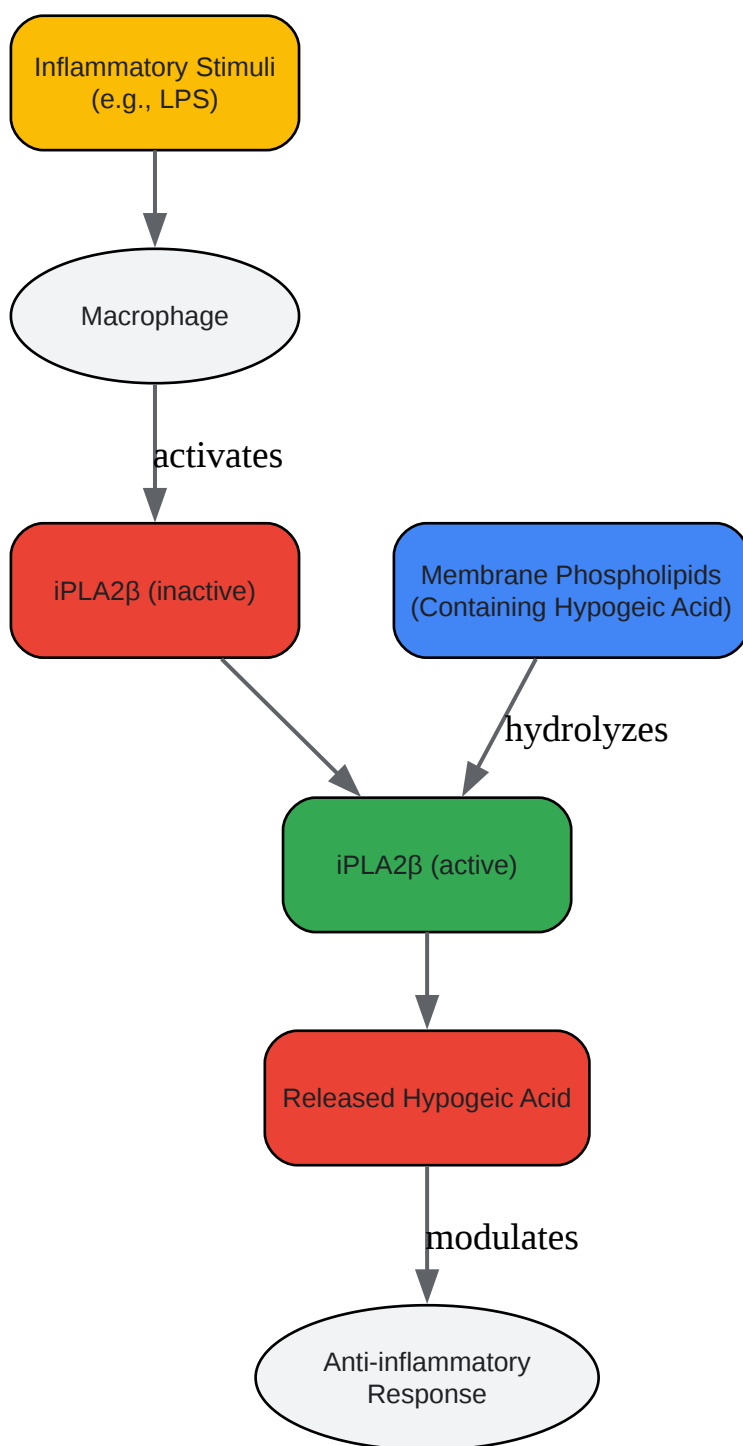 Inflammatory Stimuli
(e.g., LPS)
Macrophage
activates
iPLA2β (inactive)
Membrane Phospholipids
(Containing Hypogeic Acid)
hydrolyzes
iPLA2β (active)
Released Hypogeic Acid
modulates
Anti-inflammatory
Response